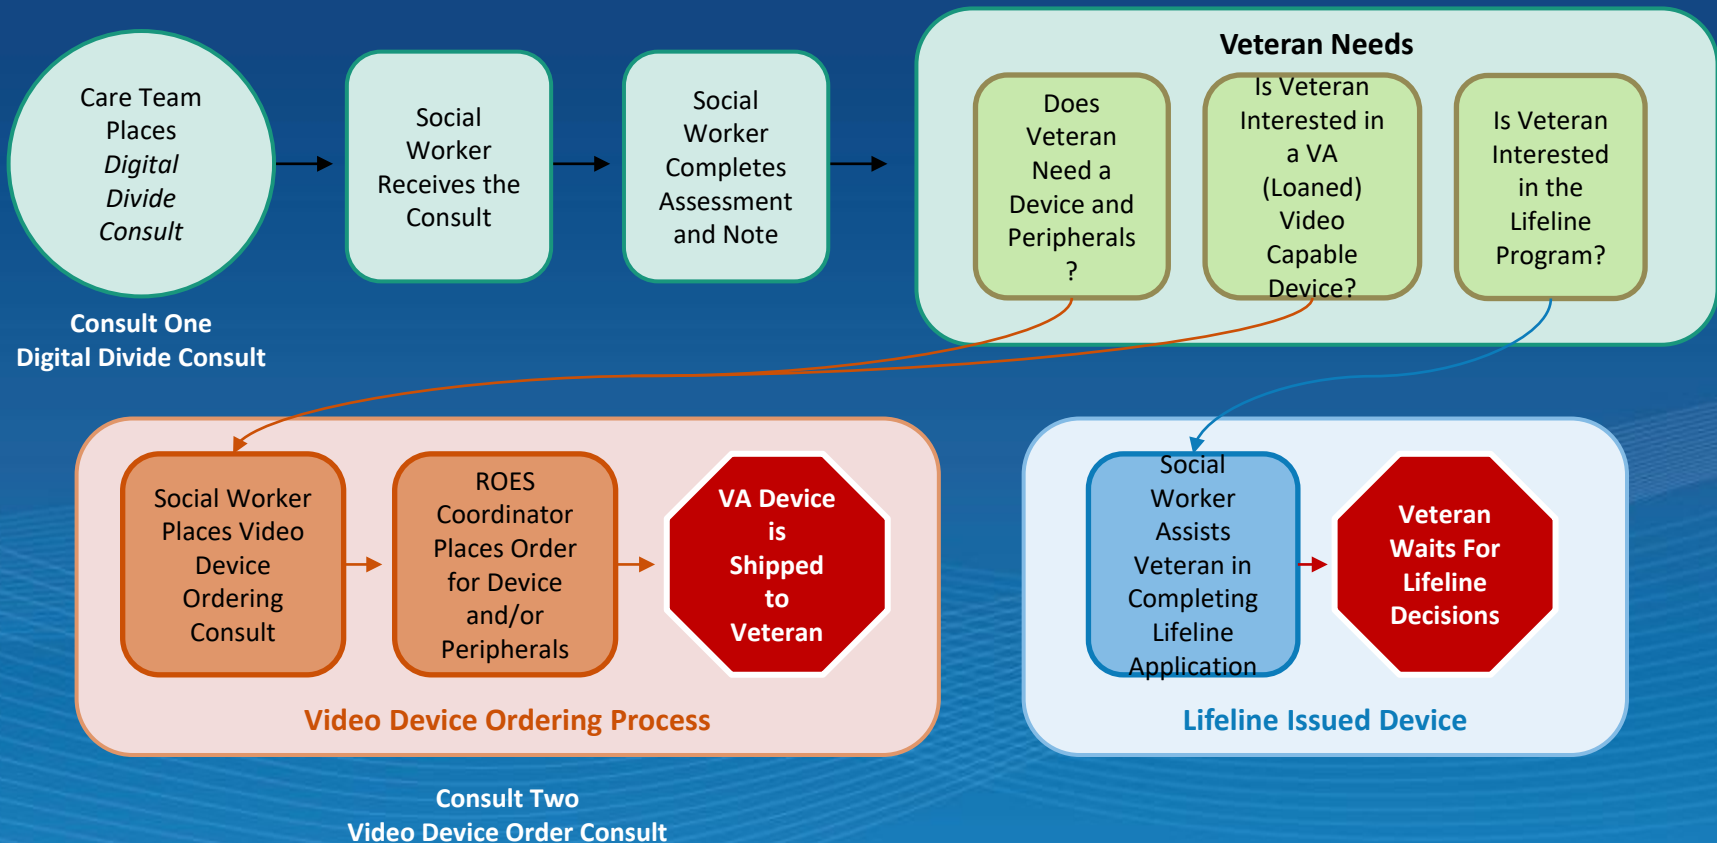 Care Team
Places
Digital
Divide
Consult
Consult One
Digital Divide Consult
Social
Worker
Receives the
Consult
Social
Worker
Completes
Assessment
and Note
Veteran Needs
Does
Veteran
Need a
Device and
Peripherals
?
Is Veteran
Interested in
a VA
(Loaned)
Video
Capable
Device?
Is Veteran
Interested
in the
Lifeline
Program?
Social Worker
Places Video
Device
Ordering
Consult
ROES
Coordinator
Places Order
for Device
and/or
Peripherals
VA Device
is
Shipped
to
Veteran
Video Device Ordering Process
Consult Two
Video Device Order Consult
Social
Worker
Assists
Veteran in
Completing
Lifeline
Application
Veteran
Waits For
Lifeline
Decisions
Lifeline Issued Device